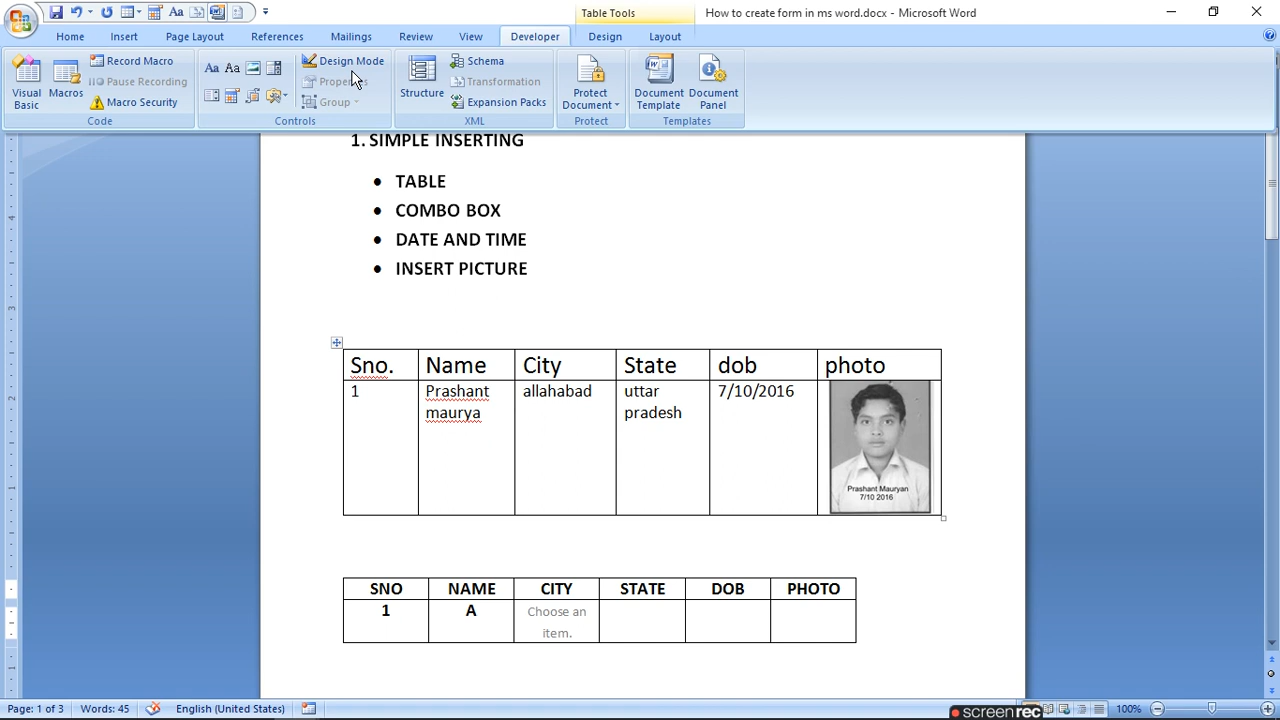 Table Tools
How to create form in ms word.docx - Microsoft Word
Home Insert Page Layout References Mailings Review View Developer Design Layout
Visual Basic
Macros
Record Macro
Pause Recording
Macro Security
Code
Aa Aa
Design Mode
Properties
Group
Controls
Structure
Schema
Transformation
Expansion Packs
XML
Protect Document
Protect
Document Template
Document Panel
Templates
1. SIMPLE INSERTING
• TABLE
• COMBO BOX
• DATE AND TIME
• INSERT PICTURE
Sno. Name City State dob photo
1 Prashant maurya allahabad uttar pradesh 7/10/2016
Prashant Mauryan
7/10 2016
SNO NAME CITY STATE DOB PHOTO
1 A Choose an item.
Page: 1 of 3 Words: 45 English (United States) 100%
screenrec